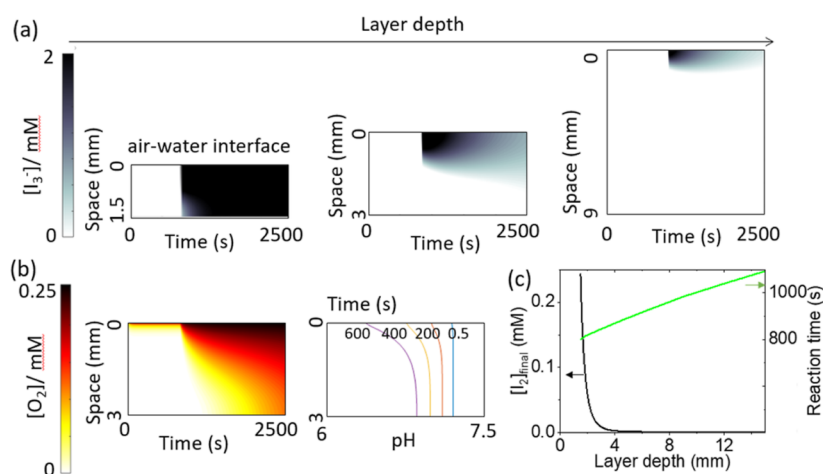 (a)
Layer depth
2
[I3-]/ mM
0
air-water interface
Space (mm)
0
1.5
0
2500
Time (s)
Space (mm)
0
3
0
2500
Time (s)
Space (mm)
0
9
0
2500
Time (s)
(b)
0.25
[O2]/ mM
0
0
3
Space (mm)
0
2500
Time (s)
Time (s)
0
600 400 200 0.5
3
6
7.5
pH
(c)
[I2]final (mM)
0.2
0.1
0.0
4
8
12
Layer depth (mm)
1000
800
Reaction time (s)